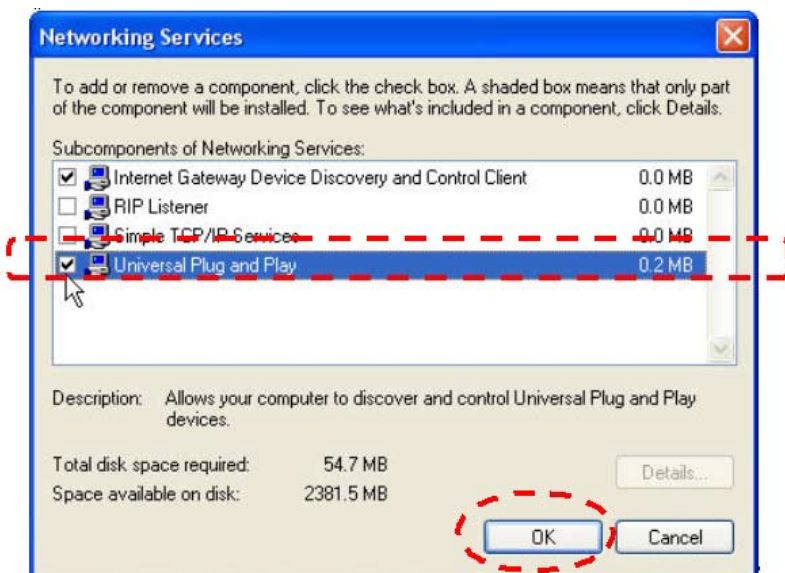 Networking Services
To add or remove a component, click the check box. A shaded box means that only part
of the component will be installed. To see what's included in a component, click Details.
Subcomponents of Networking Services:
Internet Gateway Device Discovery and Control Client 0.0 MB
RIP Listener 0.0 MB
Simple TCP/IP Services 0.0 MB
Universal Plug and Play 0.2 MB
Description: Allows your computer to discover and control Universal Plug and Play
devices.
Total disk space required: 54.7 MB
Details...
Space available on disk: 2381.5 MB
OK Cancel